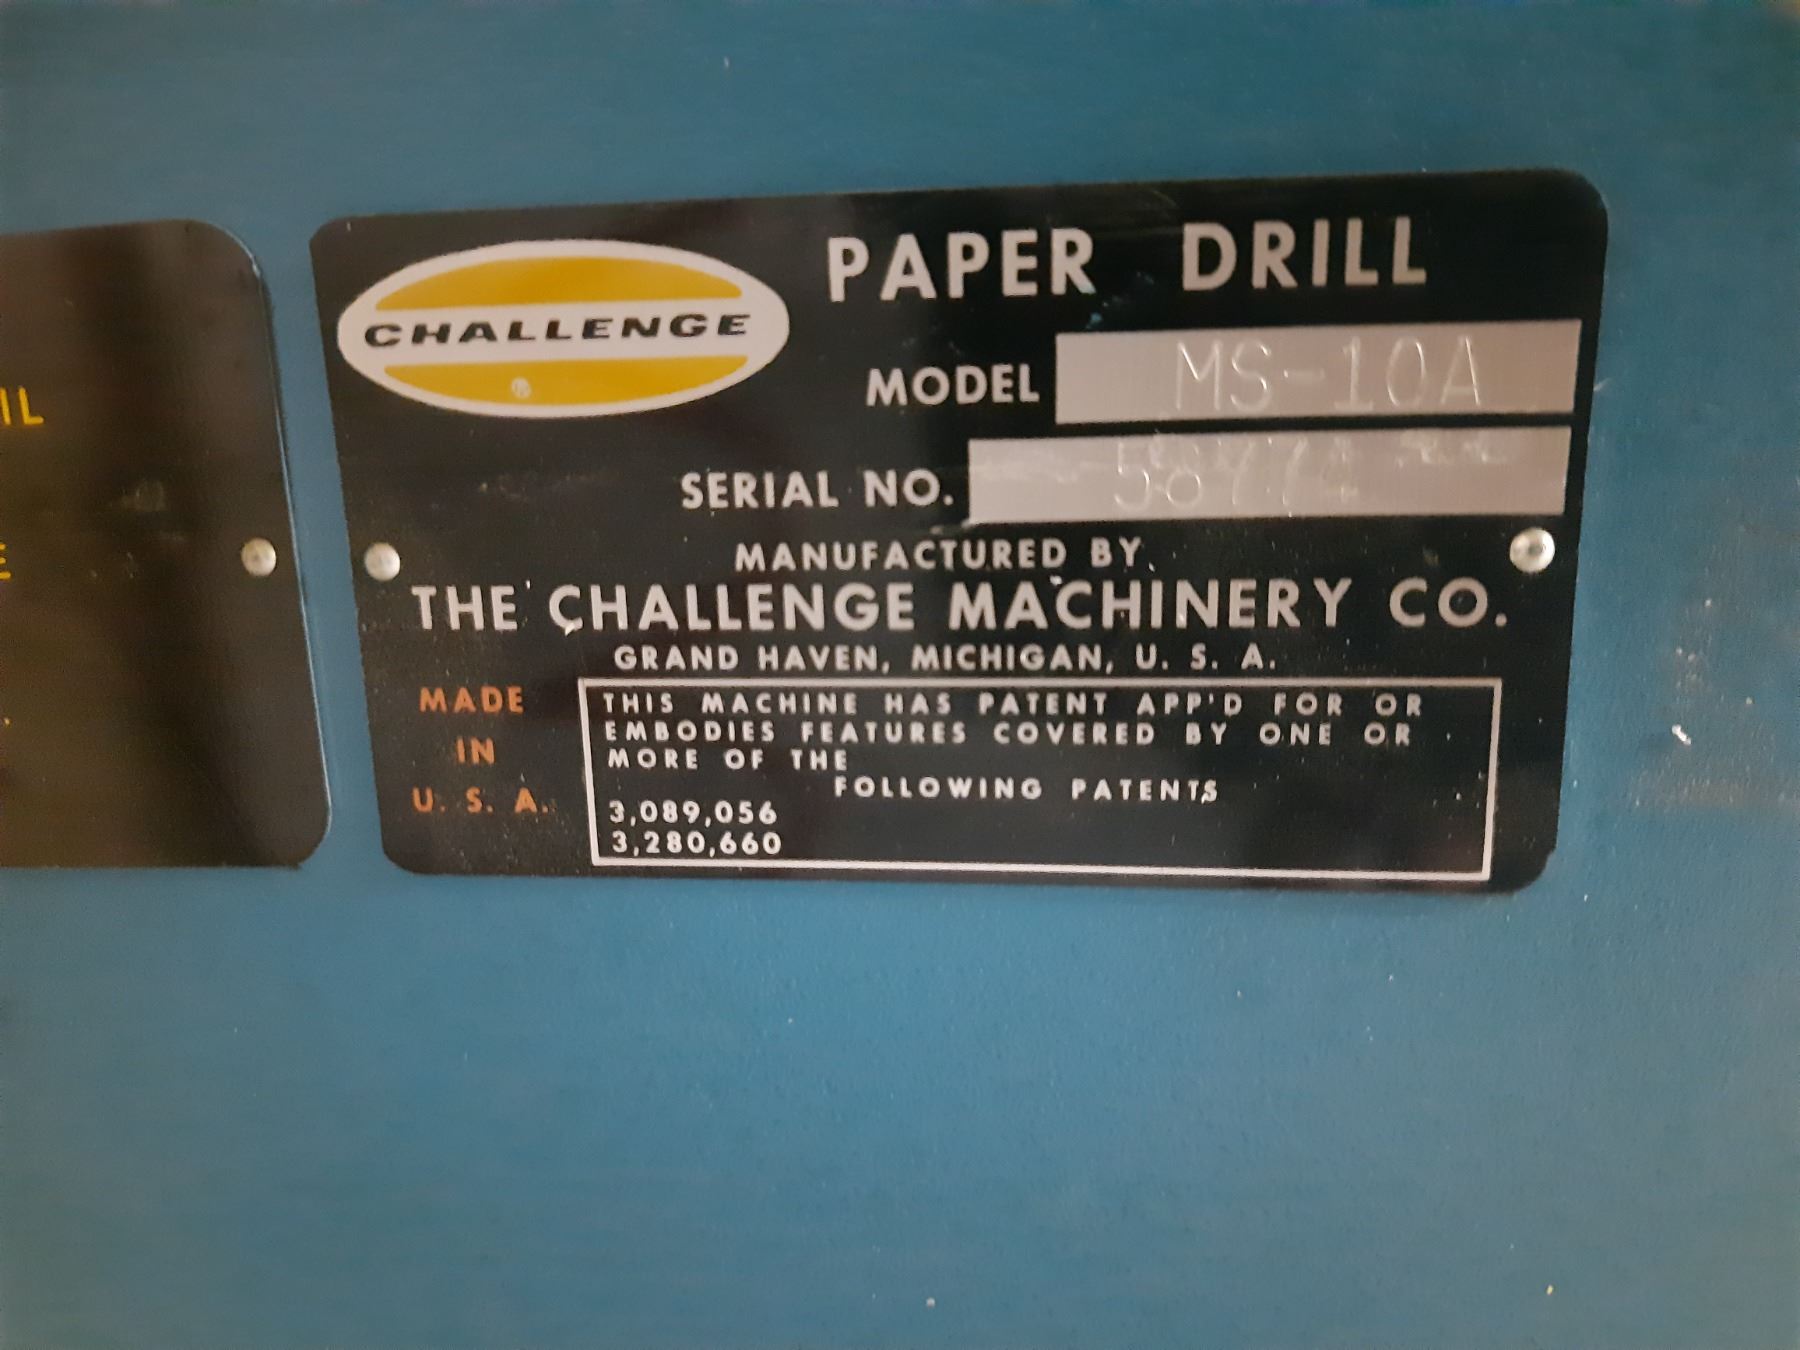 IL
E
CHALLENGE
®
PAPER DRILL
MODEL MS-10A
SERIAL NO. 58774
MANUFACTURED BY
THE CHALLENGE MACHINERY CO.
GRAND HAVEN, MICHIGAN, U. S. A.
MADE
IN
U. S. A.
THIS MACHINE HAS PATENT APP'D FOR OR
EMBODIES FEATURES COVERED BY ONE OR
MORE OF THE
FOLLOWING PATENTS
3,089,056
3,280,660